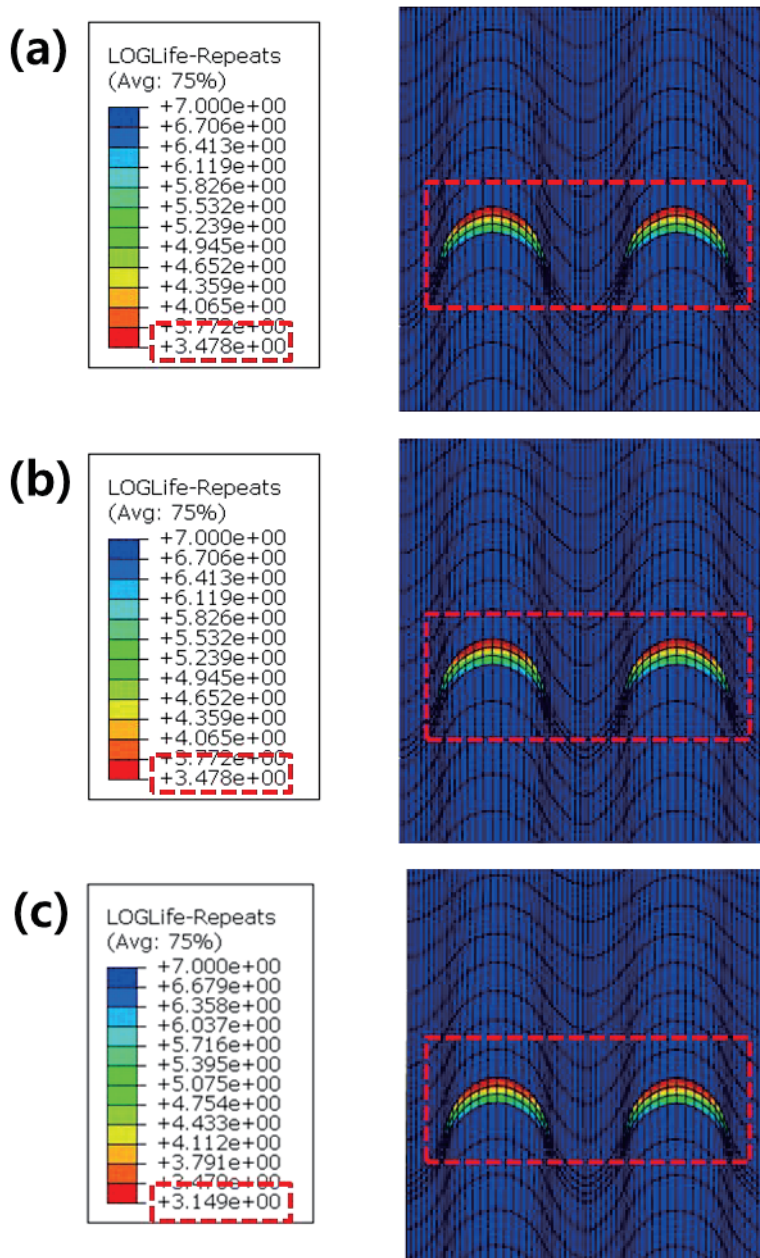 (a)
LOGLife-Repeats
(Avg: 75%)
+7.000e+00
+6.706e+00
+6.413e+00
+6.119e+00
+5.826e+00
+5.532e+00
+5.239e+00
+4.945e+00
+4.652e+00
+4.359e+00
+4.065e+00
+3.772e+00
+3.478e+00
(b)
LOGLife-Repeats
(Avg: 75%)
+7.000e+00
+6.706e+00
+6.413e+00
+6.119e+00
+5.826e+00
+5.532e+00
+5.239e+00
+4.945e+00
+4.652e+00
+4.359e+00
+4.065e+00
+3.772e+00
+3.478e+00
(c)
LOGLife-Repeats
(Avg: 75%)
+7.000e+00
+6.679e+00
+6.358e+00
+6.037e+00
+5.716e+00
+5.395e+00
+5.075e+00
+4.754e+00
+4.433e+00
+4.112e+00
+3.791e+00
+3.470e+00
+3.149e+00